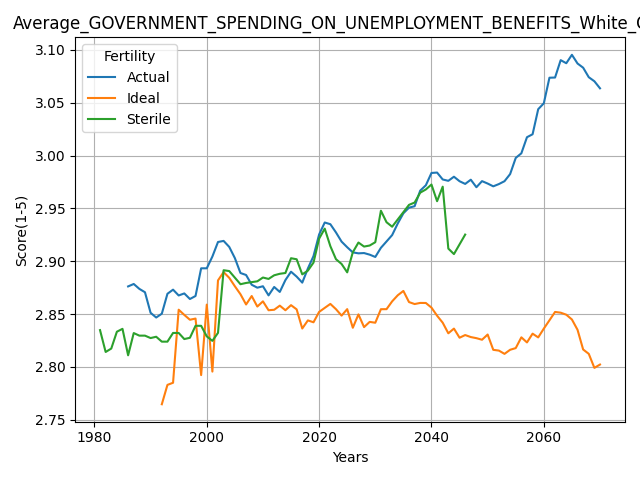 Average_GOVERNMENT_SPENDING_ON_UNEMPLOYMENT_BENEFITS_White_
Fertility
Actual
Ideal
Sterile
3.10
3.05
3.00
2.95
2.90
2.85
2.80
2.75
Score(1-5)
1980 2000 2020 2040 2060
Years